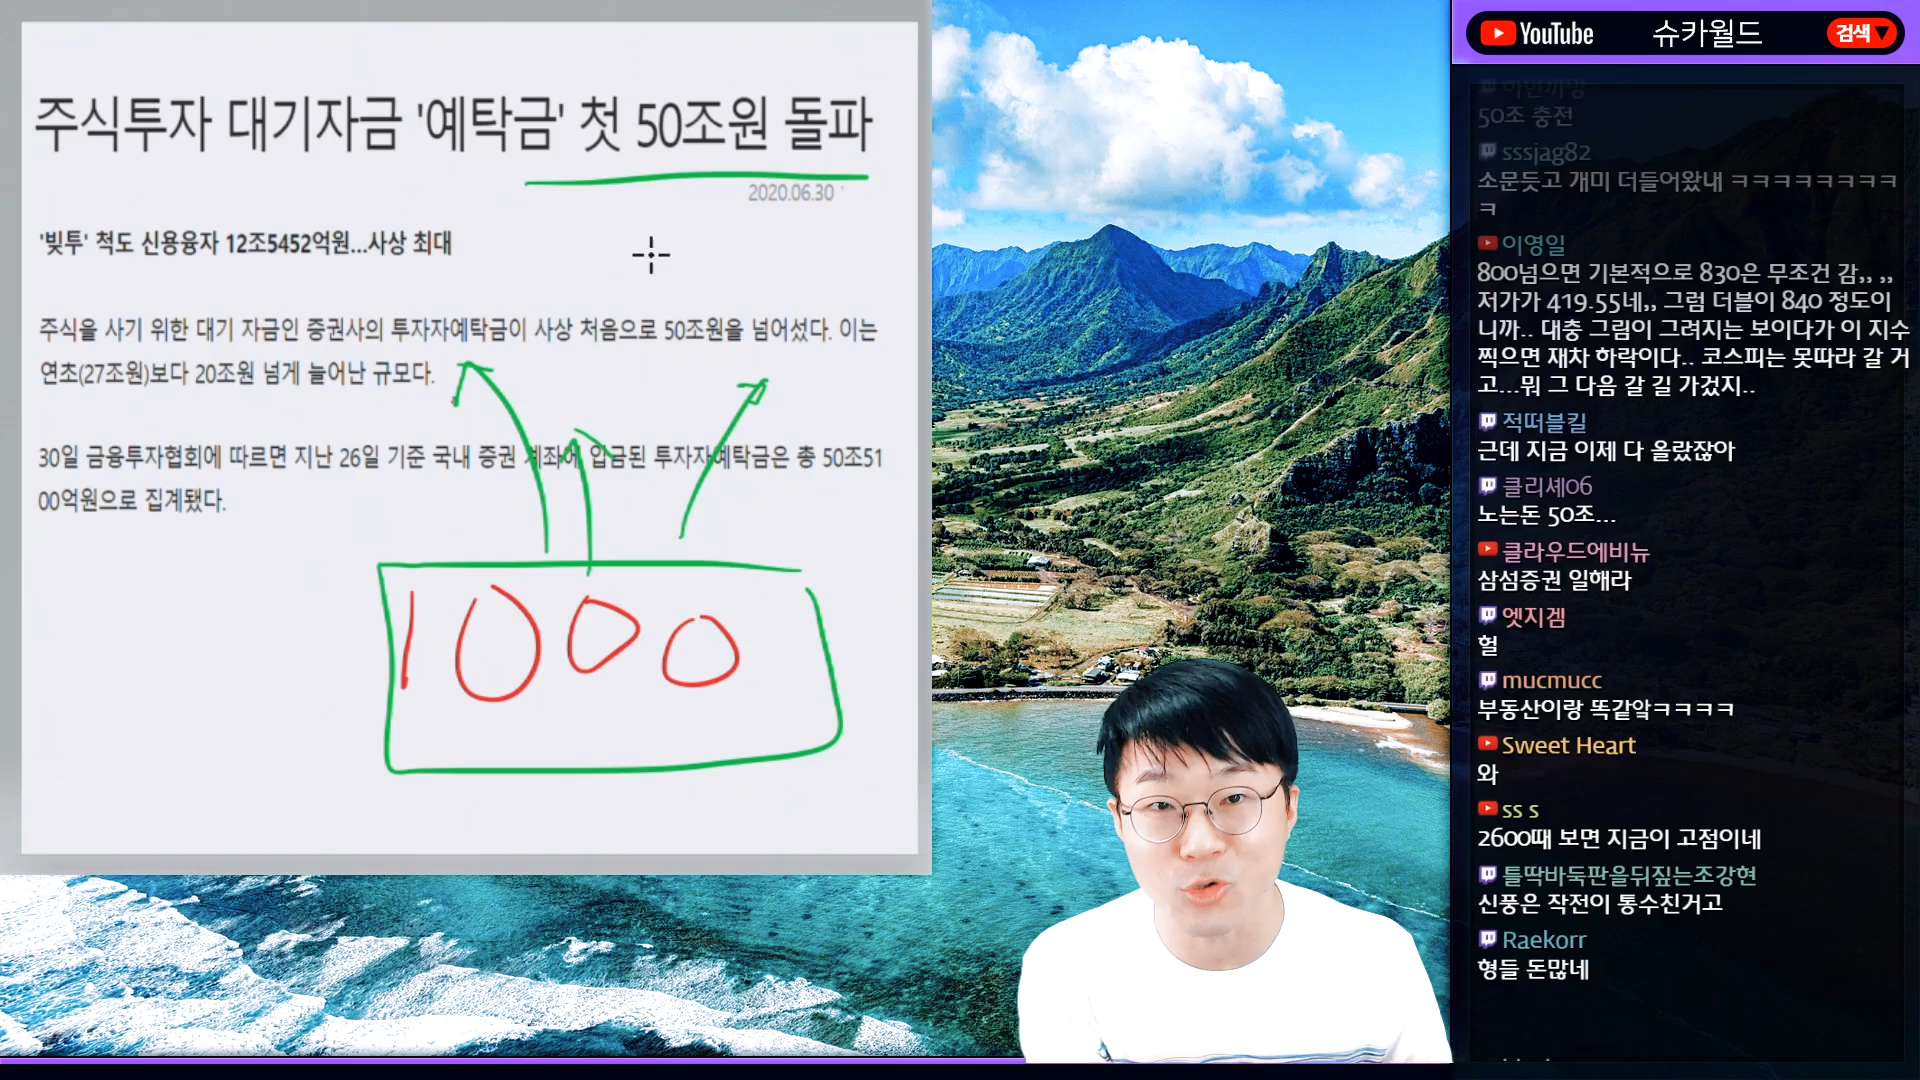 주식투자 대기자금 '예탁금' 첫 50조원 돌파
2020.06.30
'빚투' 척도 신용융자 12조5452억원...사상 최대
주식을 사기 위한 대기 자금인 증권사의 투자자예탁금이 사상 처음으로 50조원을 넘어섰다. 이는
연초(27조원)보다 20조원 넘게 늘어난 규모다.
30일 금융투자협회에 따르면 지난 26일 기준 국내 증권 계좌에 입금된 투자자예탁금은 총 50조51
00억원으로 집계됐다.
1000
YouTube 슈카월드 검색▼
50조 충전
sssjag82
소문듯고 개미 더들어왔내 ㅋㅋㅋㅋㅋㅋㅋㅋ
ㅋ
이영일
800넘으면 기본적으로 830은 무조건 감,, ,,
저가가 419.55네,, 그럼 더블이 840 정도이
니까.. 대충 그림이 그려지는 보이다가 이 지수
찍으면 재차 하락이다.. 코스피는 못따라 갈 거
고...뭐 그 다음 갈 길 가겠지..
적떠블킬
근데 지금 이제 다 올랐잖아
클리셰06
노는돈 50조...
클라우드에비뉴
삼섬증권 일해라
엣지겜
헐
mucmucc
부동산이랑 똑같앜ㅋㅋㅋㅋ
Sweet Heart
와
ss s
2600때 보면 지금이 고점이네
틀딱바둑판을뒤짚는조강현
신풍은 작전이 통수친거고
Raekorr
형들 돈많네